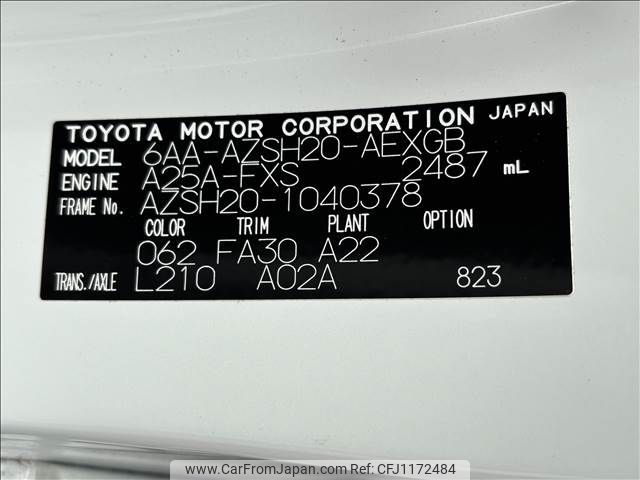 TOYOTA MOTOR CORPORATION JAPAN
MODEL 6AA-AZSH20-AEXGB
ENGINE A25A-FXS 2487 mL
FRAME No. AZSH20-1040378
COLOR TRIM PLANT OPTION
062 FA30 A22
TRANS./AXLE L210 A02A 823
www.CarFromJapan.com - Ref No: CFJ1172484